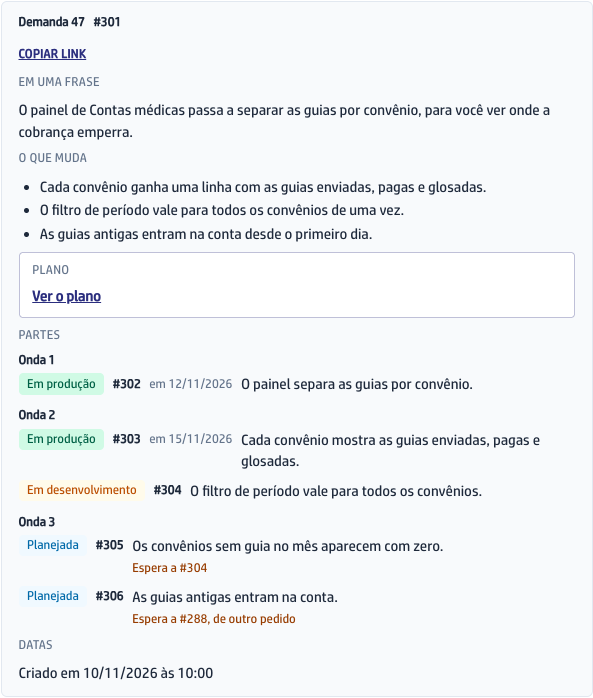 Demanda 47 #301
COPIAR LINK
EM UMA FRASE
O painel de Contas médicas passa a separar as guias por convênio, para você ver onde a
cobrança emperra.
O QUE MUDA
• Cada convênio ganha uma linha com as guias enviadas, pagas e glosadas.
• O filtro de período vale para todos os convênios de uma vez.
• As guias antigas entram na conta desde o primeiro dia.
PLANO
Ver o plano
PARTES
Onda 1
Em produção #302 em 12/11/2026 O painel separa as guias por convênio.
Onda 2
Em produção #303 em 15/11/2026 Cada convênio mostra as guias enviadas, pagas e
glosadas.
Em desenvolvimento #304 O filtro de período vale para todos os convênios.
Onda 3
Planejada #305 Os convênios sem guia no mês aparecem com zero.
Espera a #304
Planejada #306 As guias antigas entram na conta.
Espera a #288, de outro pedido
DATAS
Criado em 10/11/2026 às 10:00